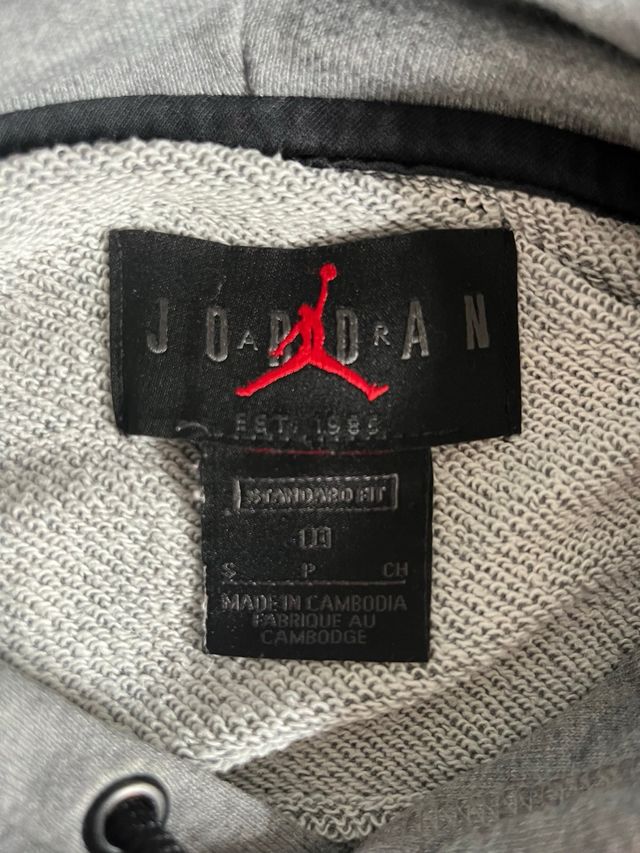 JORDAN
AIR
EST. 1985
STANDARD FIT
S P CH
MADE IN CAMBODIA
FABRIQUE AU
CAMBODGE